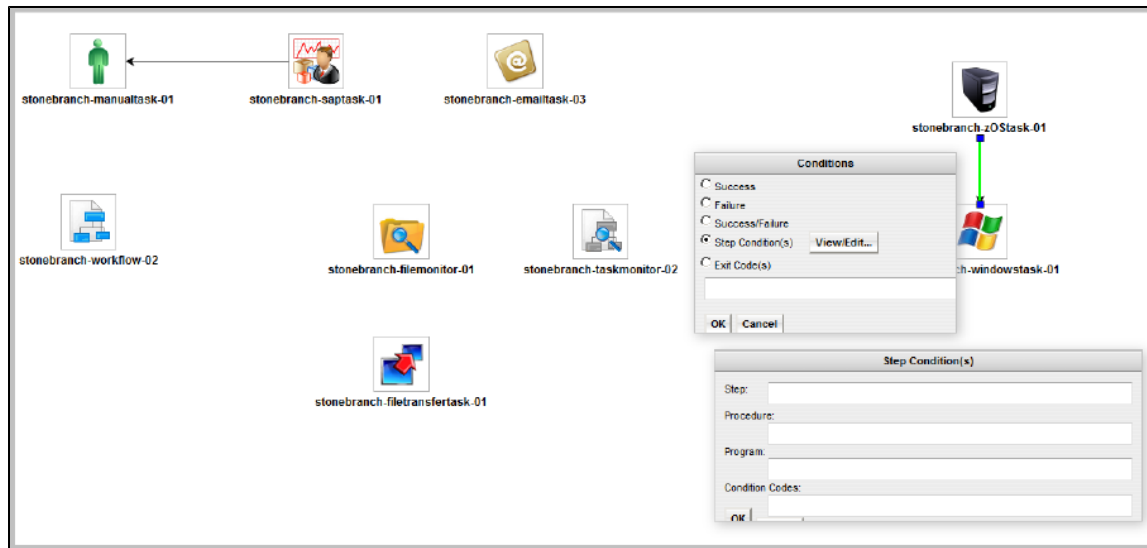 stonebranch-manualtask-01
stonebranch-saptask-01
stonebranch-emailtask-03
stonebranch-zOStask-01
Conditions
Success
Failure
Success/Failure
Step Condition(s) View/Edit...
Exit Code(s)
OK Cancel
stonebranch-workflow-02
stonebranch-filemonitor-01
stonebranch-taskmonitor-02
ch-windowstask-01
stonebranch-filetransfertask-01
Step Condition(s)
Step:
Procedure:
Program:
Condition Codes:
OK